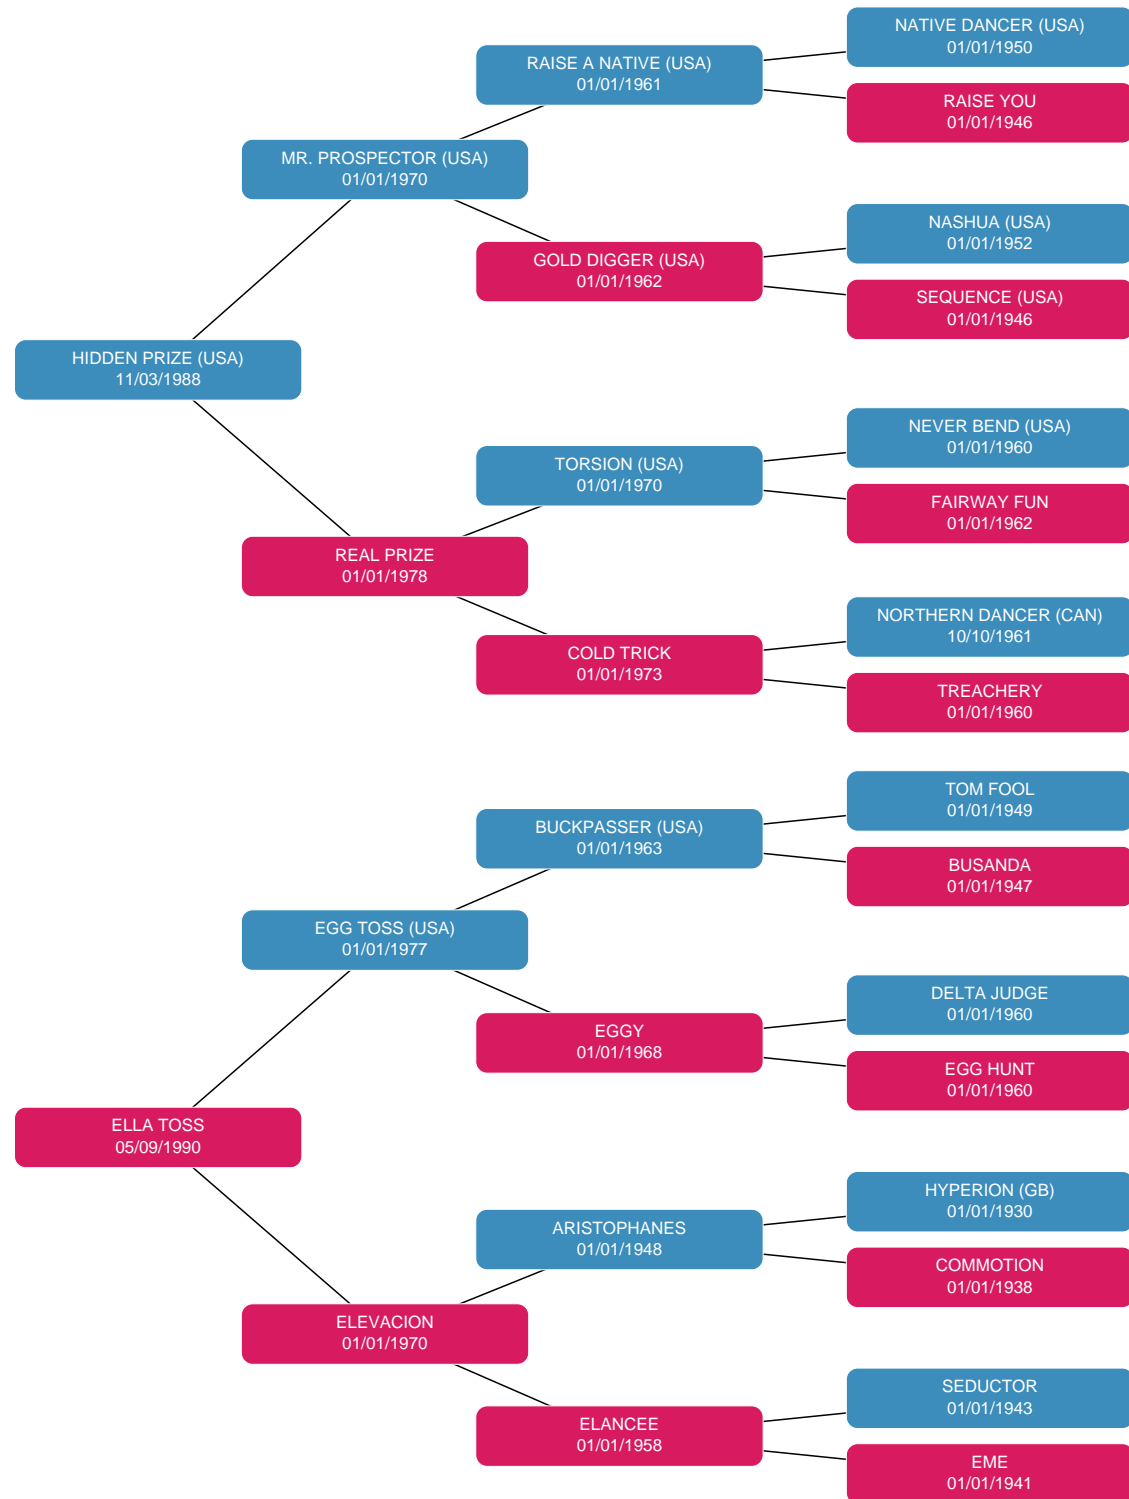 NATIVE DANCER (USA)
01/01/1950
RAISE A NATIVE (USA)
01/01/1961
RAISE YOU
01/01/1946
MR. PROSPECTOR (USA)
01/01/1970
NASHUA (USA)
01/01/1952
GOLD DIGGER (USA)
01/01/1962
SEQUENCE (USA)
01/01/1946
HIDDEN PRIZE (USA)
11/03/1988
NEVER BEND (USA)
01/01/1960
TORSION (USA)
01/01/1970
FAIRWAY FUN
01/01/1962
REAL PRIZE
01/01/1978
NORTHERN DANCER (CAN)
10/10/1961
COLD TRICK
01/01/1973
TREACHERY
01/01/1960
TOM FOOL
01/01/1949
BUCKPASSER (USA)
01/01/1963
BUSANDA
01/01/1947
EGG TOSS (USA)
01/01/1977
DELTA JUDGE
01/01/1960
EGGY
01/01/1968
EGG HUNT
01/01/1960
ELLA TOSS
05/09/1990
HYPERION (GB)
01/01/1930
ARISTOPHANES
01/01/1948
COMMOTION
01/01/1938
ELEVACION
01/01/1970
SEDUCTOR
01/01/1943
ELANCEE
01/01/1958
EME
01/01/1941